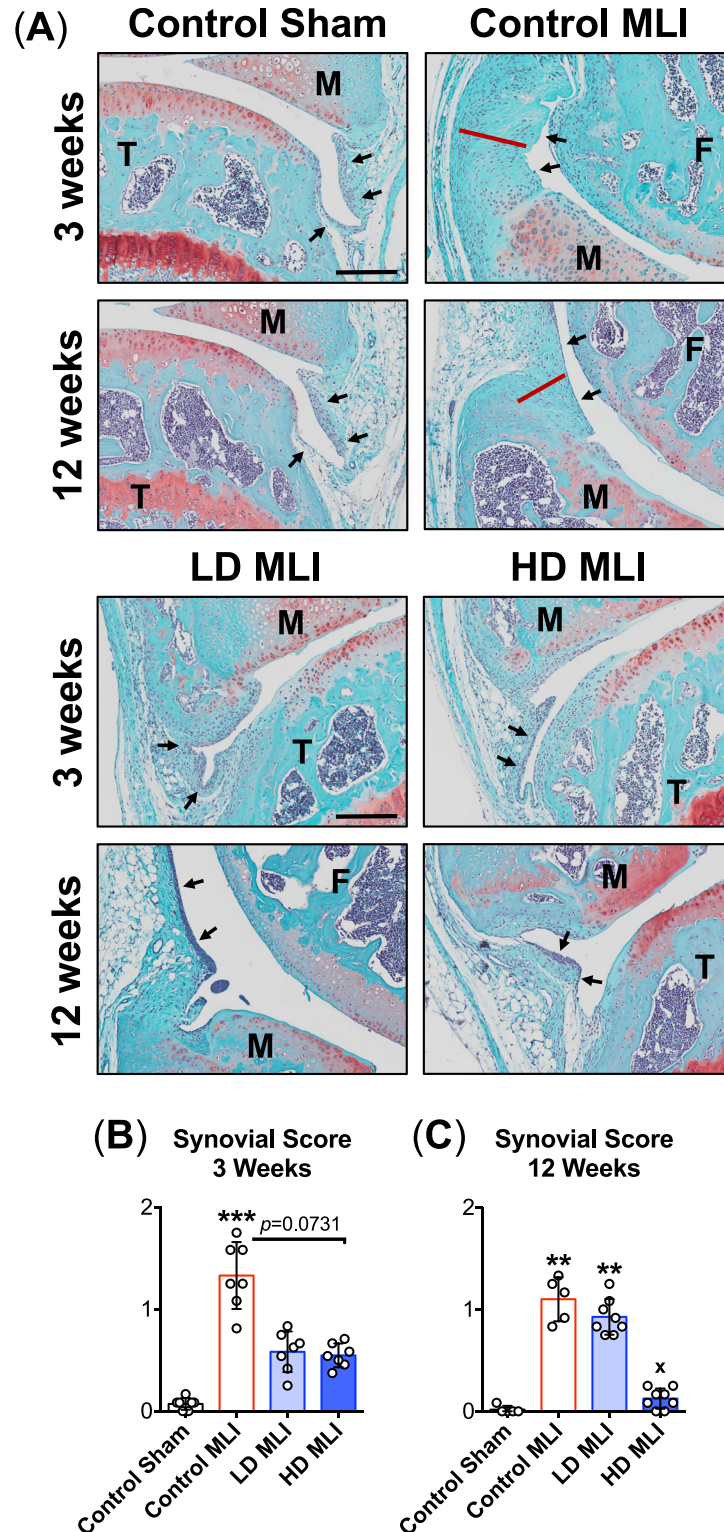 (A) Control Sham Control MLI
3 weeks
M
T
F
M
12 weeks
M
T
F
M
LD MLI HD MLI
3 weeks
M
T
M
T
12 weeks
F
M
M
T
(B) Synovial Score
3 Weeks
2
1
0
***
p=0.0731
Control Sham
Control MLI
LD MLI
HD MLI
(C) Synovial Score
12 Weeks
2
1
0
**
**
x
Control Sham
Control MLI
LD MLI
HD MLI